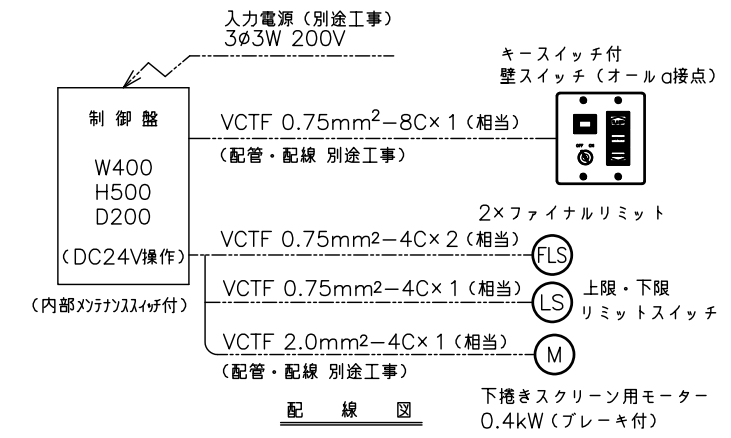 入力電源（別途工事）
3φ3W 200V
キースイッチ付
壁スイッチ（オールa接点）
制 御 盤
W400
H500
D200
（DC24V操作）
（内部ﾒﾝﾃﾅﾝｽｽｲｯﾁ付）
VCTF 0.75mm²−8C×1（相当）
（配管・配線 別途工事）
OFF ON
2×ファイナルリミット
VCTF 0.75mm2−4C×2（相当）
FLS
VCTF 0.75mm2−4C×1（相当）
LS
上限・下限
リミットスイッチ
VCTF 2.0mm2−4C×1（相当）
M
（配管・配線 別途工事）
下捲きスクリーン用モーター
0.4kW（ブレーキ付）
配 線 図